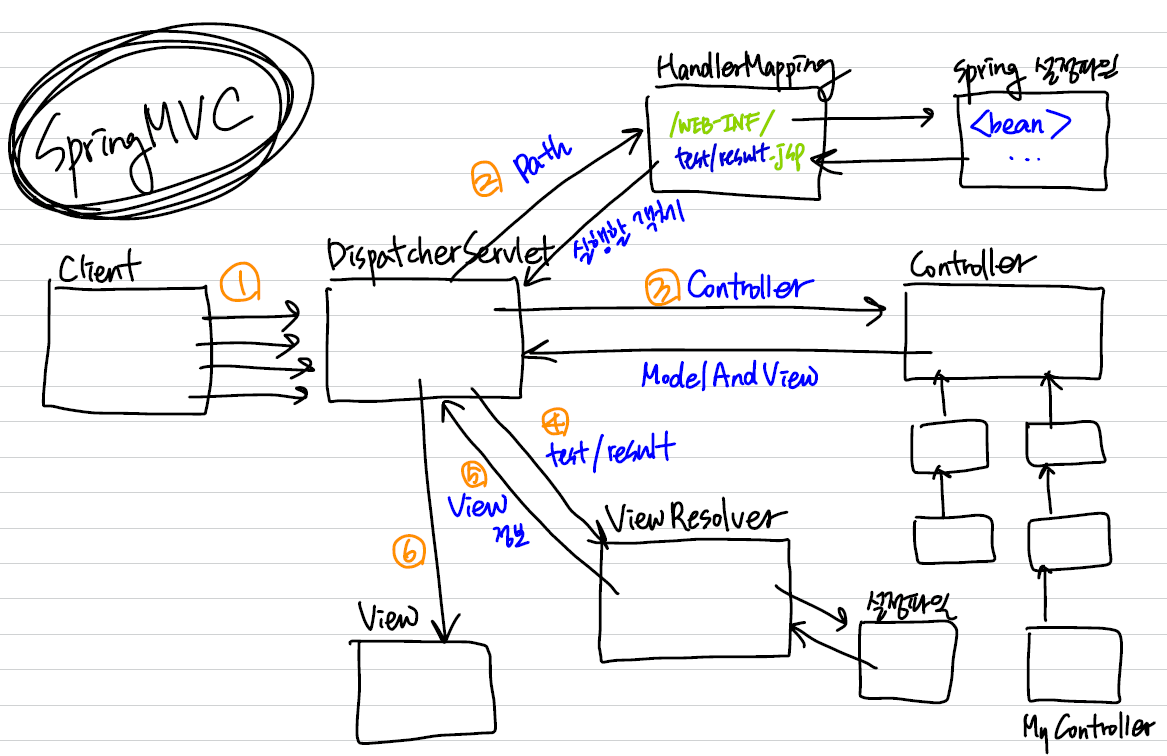 SpringMVC
HandlerMapping
Spring 설정파일
/WEB-INF/
test/result.jsp
<bean>
...
② Path
실행할 객체
DispatcherServlet
Client
①
③ Controller
Controller
ModelAndView
④
test/result
⑤
View
정보
ViewResolver
⑥
View
설정파일
My Controller